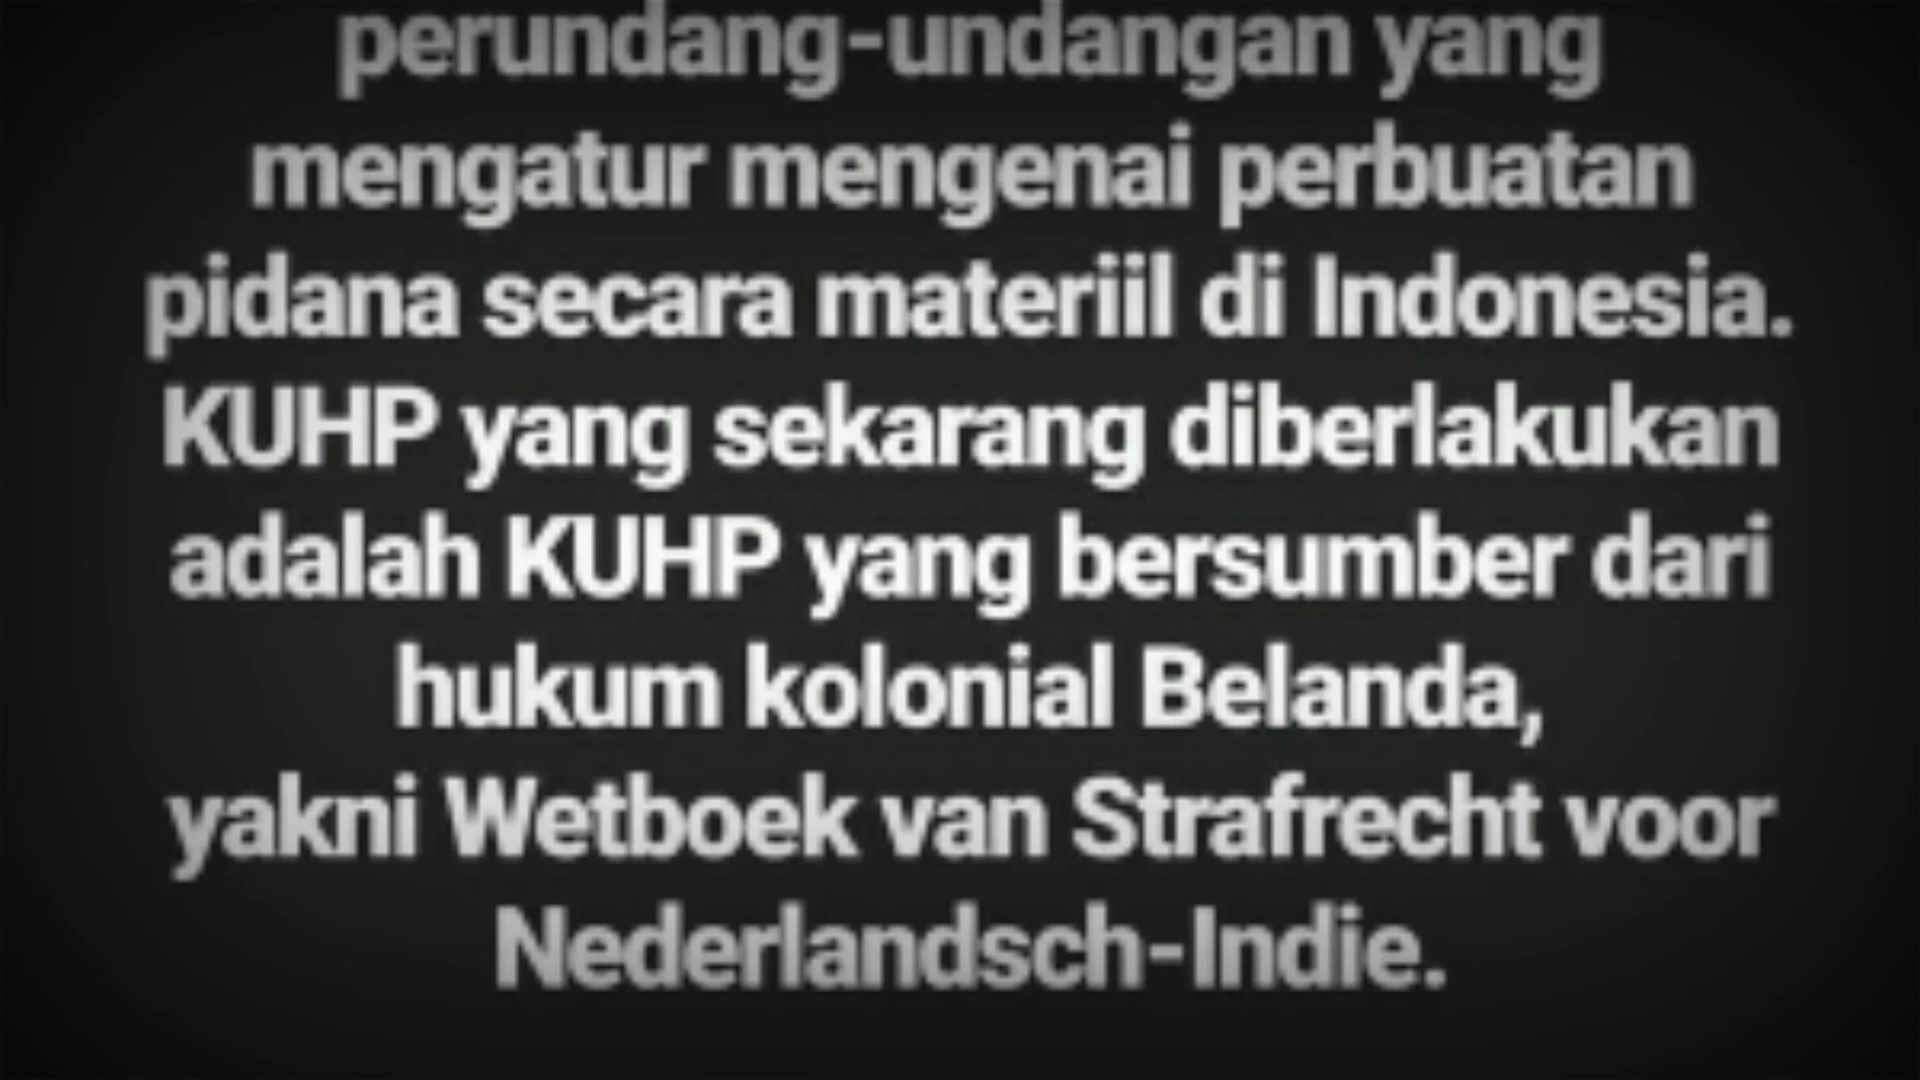 perundang-undangan yang
mengatur mengenai perbuatan
pidana secara materiil di Indonesia.
KUHP yang sekarang diberlakukan
adalah KUHP yang bersumber dari
hukum kolonial Belanda,
yakni Wetboek van Strafrecht voor
Nederlandsch-Indie.